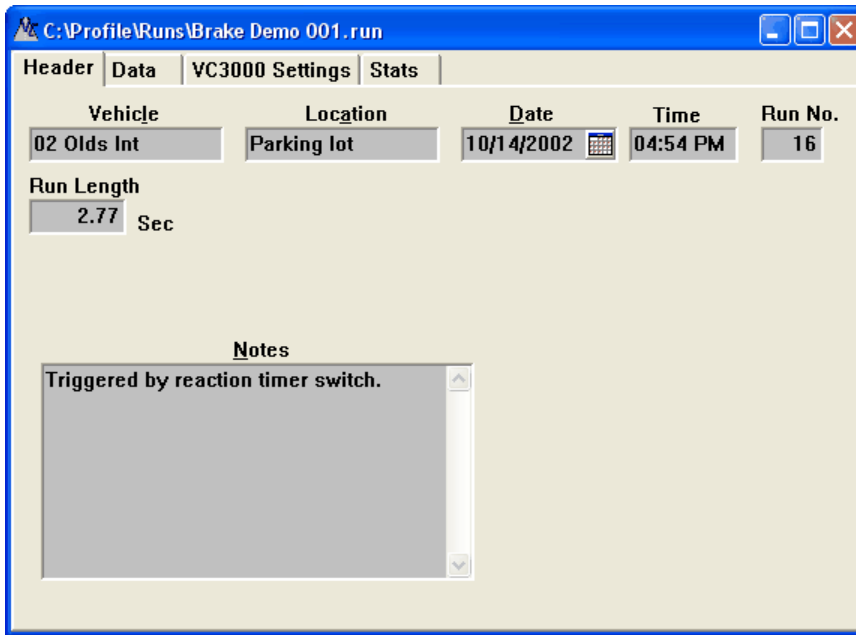 C:\Profile\Runs\Brake Demo 001.run
Header Data VC3000 Settings Stats
Vehicle Location Date Time Run No.
02 Olds Int Parking lot 10/14/2002 04:54 PM 16
Run Length
2.77 Sec
Notes
Triggered by reaction timer switch.